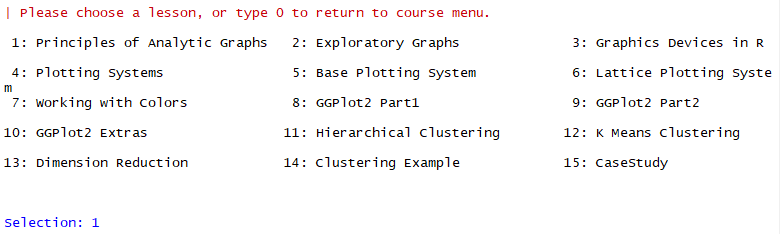 | Please choose a lesson, or type 0 to return to course menu.
1: Principles of Analytic Graphs 2: Exploratory Graphs 3: Graphics Devices in R
4: Plotting Systems 5: Base Plotting System 6: Lattice Plotting Syste
m
7: Working with Colors 8: GGPlot2 Part1 9: GGPlot2 Part2
10: GGPlot2 Extras 11: Hierarchical Clustering 12: K Means Clustering
13: Dimension Reduction 14: Clustering Example 15: CaseStudy
Selection: 1